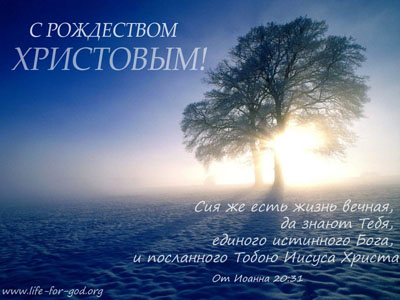 С РОЖДЕСТВОМ
ХРИСТОВЫМ!
Сия же есть жизнь вечная,
да знают Тебя,
единого истинного Бога,
и посланного Тобою Иисуса Христа
От Иоанна 20:31
www.life-for-god.org